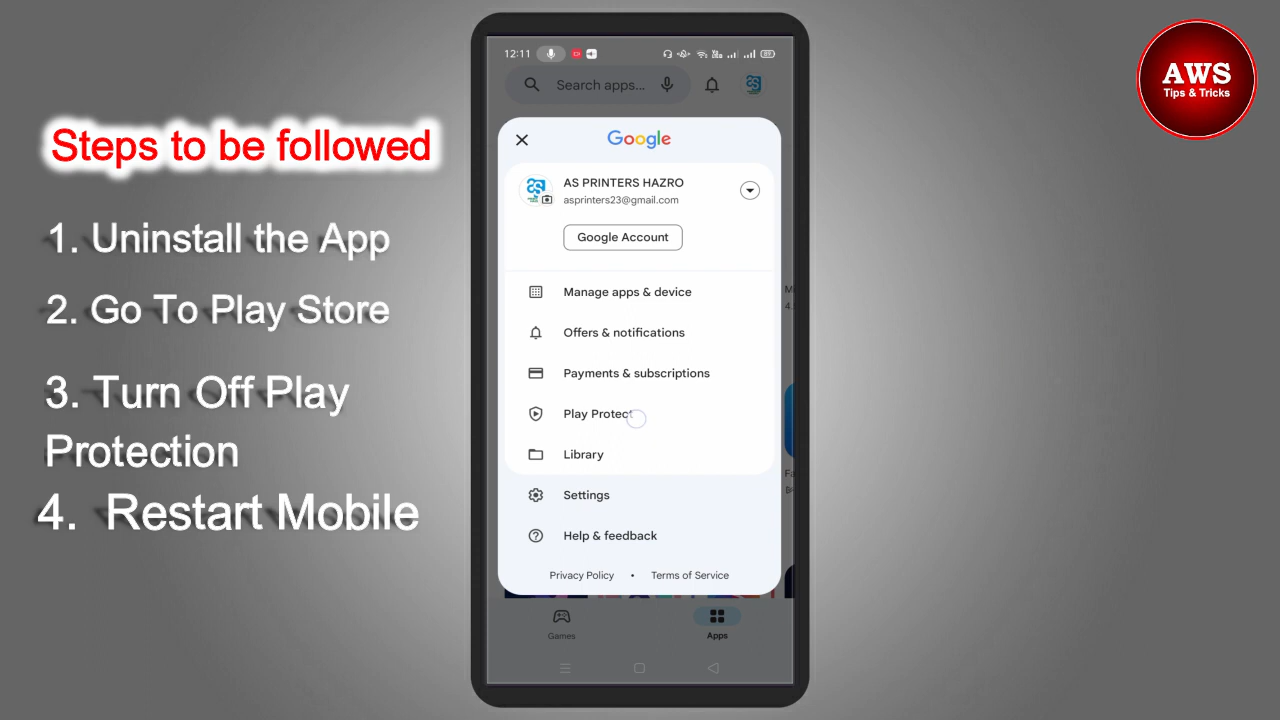 AWS
Tips & Tricks
Steps to be followed
1. Uninstall the App
2. Go To Play Store
3. Turn Off Play
Protection
4. Restart Mobile
12:11
Search apps...
Google
AS PRINTERS HAZRO
asprinters23@gmail.com
Google Account
Manage apps & device
Offers & notifications
Payments & subscriptions
Play Protect
Library
Settings
Help & feedback
Privacy Policy • Terms of Service
Games
Apps